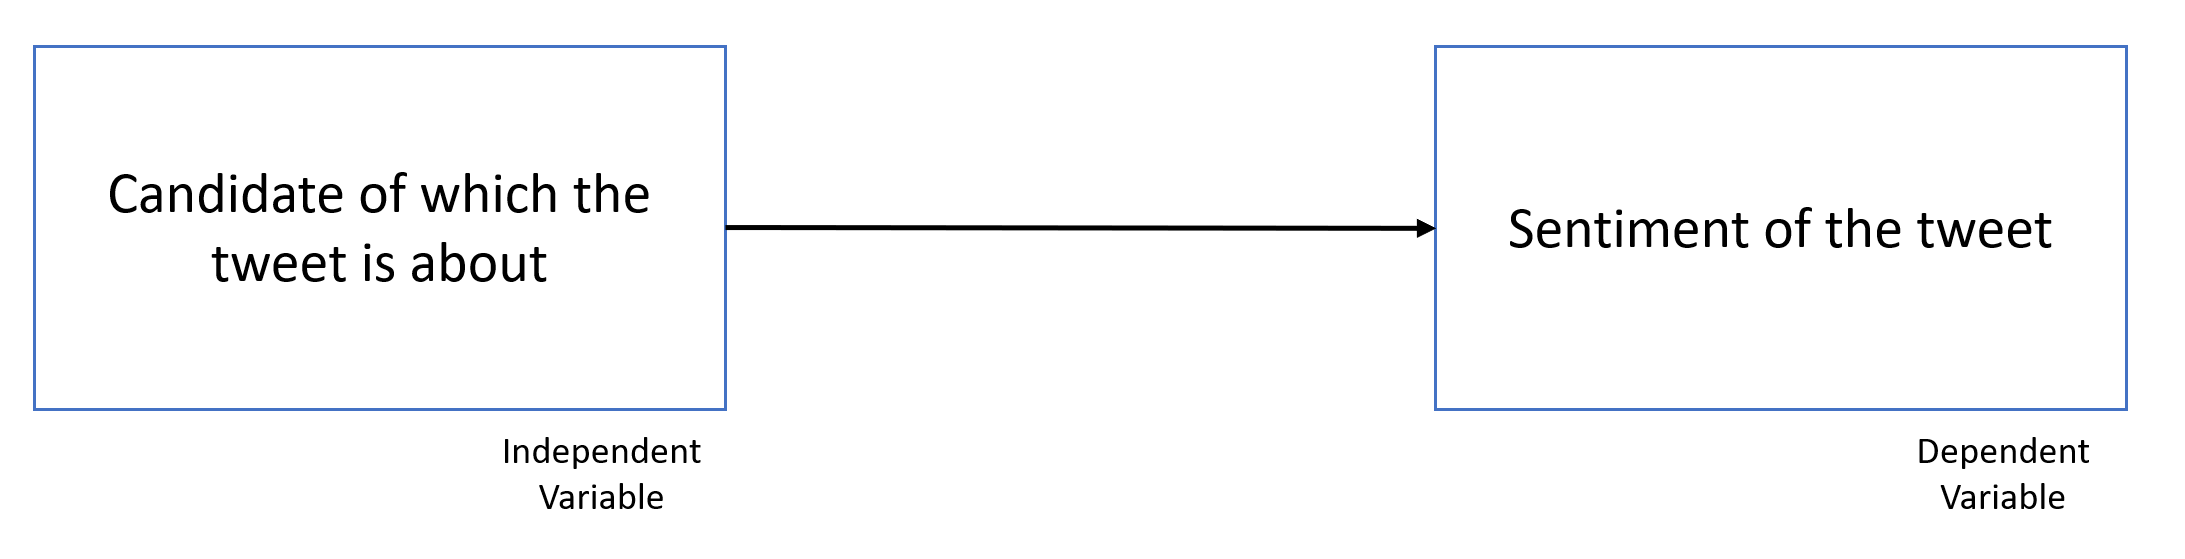 Candidate of which the
tweet is about
Sentiment of the tweet
Independent
Variable
Dependent
Variable